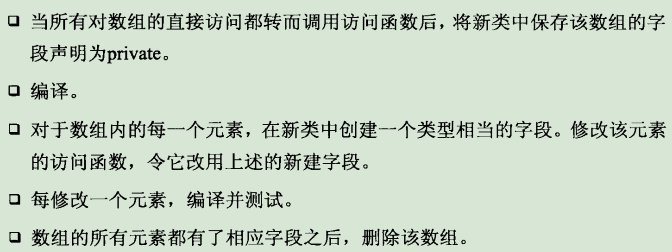 ❑ 当所有对数组的直接访问都转而调用访问函数后，将新类中保存该数组的字
段声明为private。
❑ 编译。
❑ 对于数组内的每一个元素，在新类中创建一个类型相当的字段。修改该元素
的访问函数，令它改用上述的新建字段。
❑ 每修改一个元素，编译并测试。
❑ 数组的所有元素都有了相应字段之后，删除该数组。